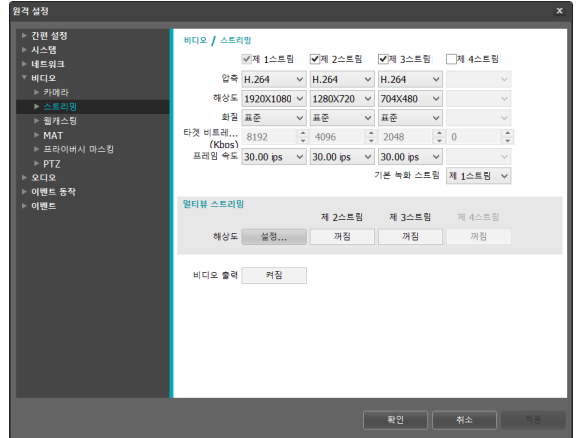 원격 설정
x
간편 설정
시스템
네트워크
비디오
카메라
스트리밍
웹캐스팅
MAT
프라이버시 마스킹
PTZ
오디오
이벤트 동작
이벤트
비디오 / 스트리밍
제 1스트림 제 2스트림 제 3스트림 제 4스트림
압축 H.264 H.264 H.264
해상도 1920X1080 1280X720 704X480
화질 표준 표준 표준
타겟 비트레... 8192 4096 2048 0
(Kbps)
프레임 속도 30.00 ips 30.00 ips 30.00 ips
기본 녹화 스트림 제 1스트림
멀티뷰 스트리밍
제 2스트림 제 3스트림 제 4스트림
해상도 설정... 꺼짐 꺼짐 꺼짐
비디오 출력 켜짐
확인 취소 적용